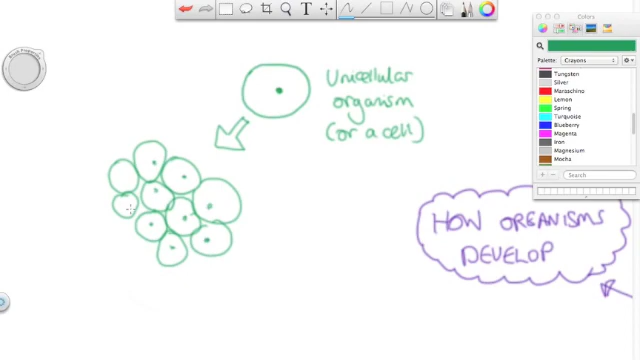 Unicellular
organism
(or a cell)
HOW ORGANISMS
DEVELOP
Colors
Palette: Crayons
Tungsten
Silver
Maraschino
Lemon
Spring
Turquoise
Blueberry
Magenta
Iron
Magnesium
Mocha
Search